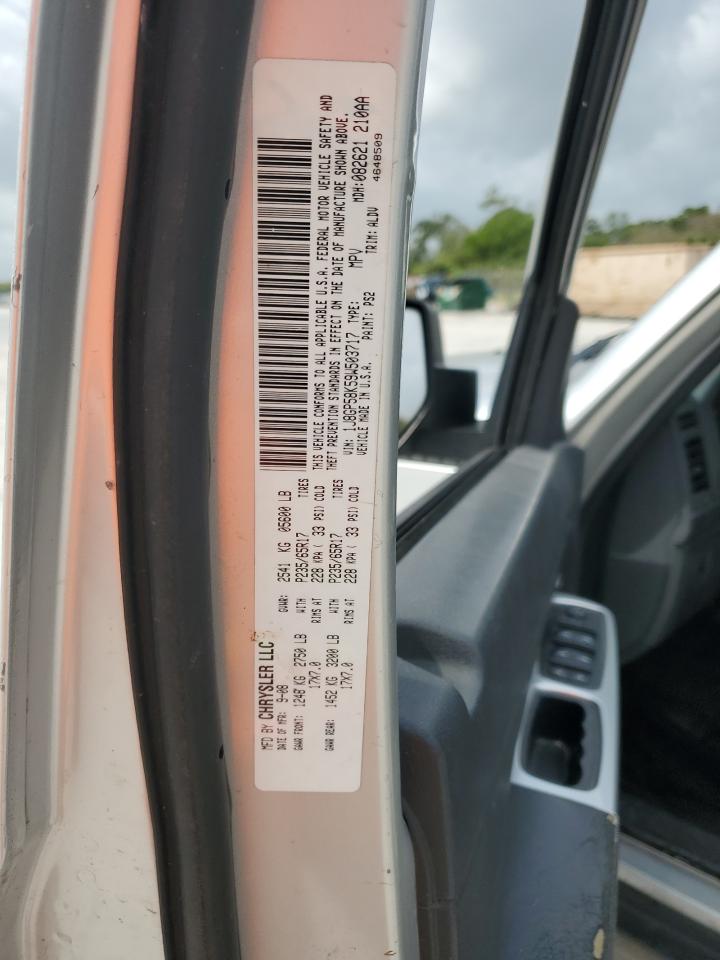 MFD BY CHRYSLER LLC
DATE OF MFR: 9-08 GVWR: 2541 KG 05600 LB
GAWR FRONT: 1248 KG 2750 LB WITH P235/65R17 TIRES
17X7.0 RIMS AT 228 KPA ( 33 PSI) COLD
GAWR REAR: 1452 KG 3200 LB WITH P235/65R17 TIRES
17X7.0 RIMS AT 228 KPA ( 33 PSI) COLD
THIS VEHICLE CONFORMS TO ALL APPLICABLE U.S.A. FEDERAL MOTOR VEHICLE SAFETY AND
THEFT PREVENTION STANDARDS IN EFFECT ON THE DATE OF MANUFACTURE SHOWN ABOVE.
VIN: 1J8GP58K59W503717 TYPE: MPV MDH:082621 210AA
VEHICLE MADE IN U.S.A. PAINT: PS2 TRIM: ALDV 4648509